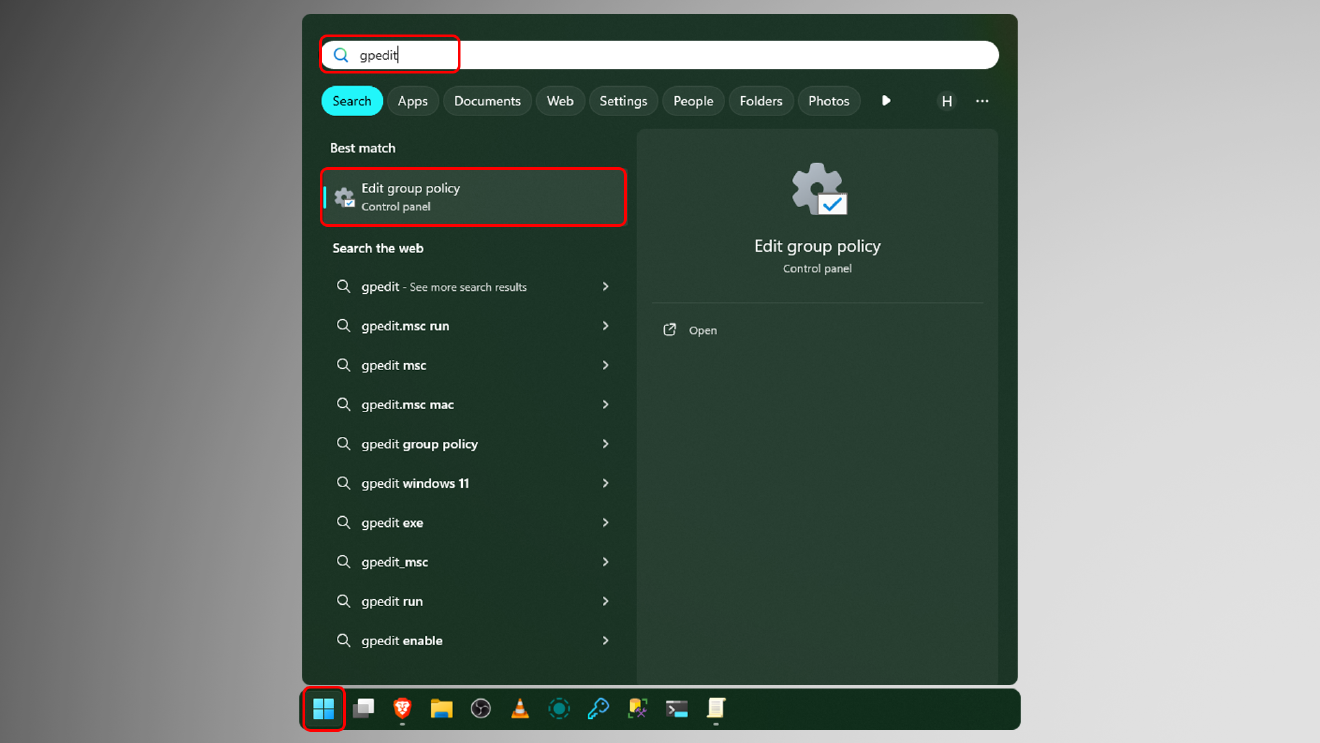 gpedit
Search Apps Documents Web Settings People Folders Photos H ...
Best match
Edit group policy
Control panel
Search the web
gpedit - See more search results
gpedit.msc run
gpedit msc
gpedit.msc mac
gpedit group policy
gpedit windows 11
gpedit exe
gpedit_msc
gpedit run
gpedit enable
Edit group policy
Control panel
Open